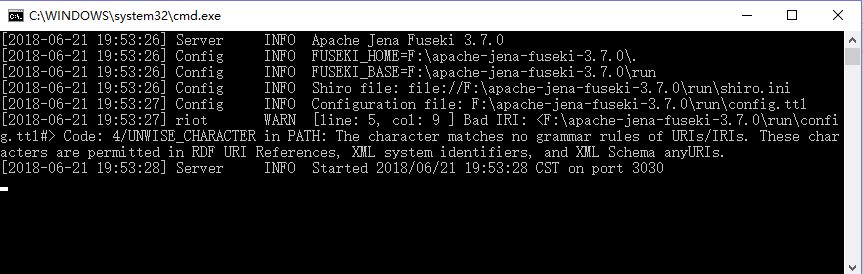 C:\WINDOWS\system32\cmd.exe
[2018-06-21 19:53:26] Server     INFO  Apache Jena Fuseki 3.7.0
[2018-06-21 19:53:26] Config     INFO  FUSEKI_HOME=F:\apache-jena-fuseki-3.7.0\.
[2018-06-21 19:53:26] Config     INFO  FUSEKI_BASE=F:\apache-jena-fuseki-3.7.0\run
[2018-06-21 19:53:26] Config     INFO  Shiro file: file://F:\apache-jena-fuseki-3.7.0\run\shiro.ini
[2018-06-21 19:53:27] Config     INFO  Configuration file: F:\apache-jena-fuseki-3.7.0\run\config.ttl
[2018-06-21 19:53:27] riot       WARN  [line: 5, col: 9 ] Bad IRI: <F:\apache-jena-fuseki-3.7.0\run\confi
g.ttl#> Code: 4/UNWISE_CHARACTER in PATH: The character matches no grammar rules of URIs/IRIs. These char
acters are permitted in RDF URI References, XML system identifiers, and XML Schema anyURIs.
[2018-06-21 19:53:28] Server     INFO  Started 2018/06/21 19:53:28 CST on port 3030